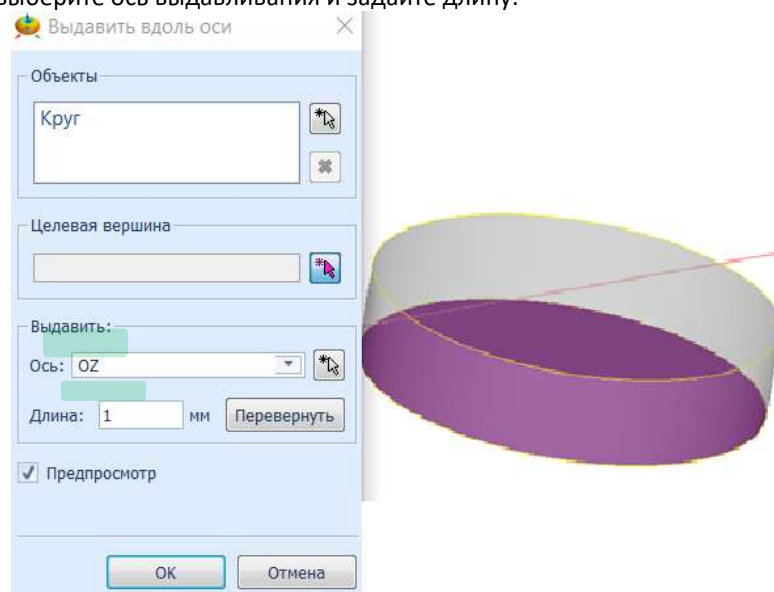 выберите ось выдавливания и задайте длину:
Выдавить вдоль оси
Объекты
Круг
Целевая вершина
Выдавить:
Ось: OZ
Длина: 1 мм Перевернуть
Предпросмотр
OK Отмена